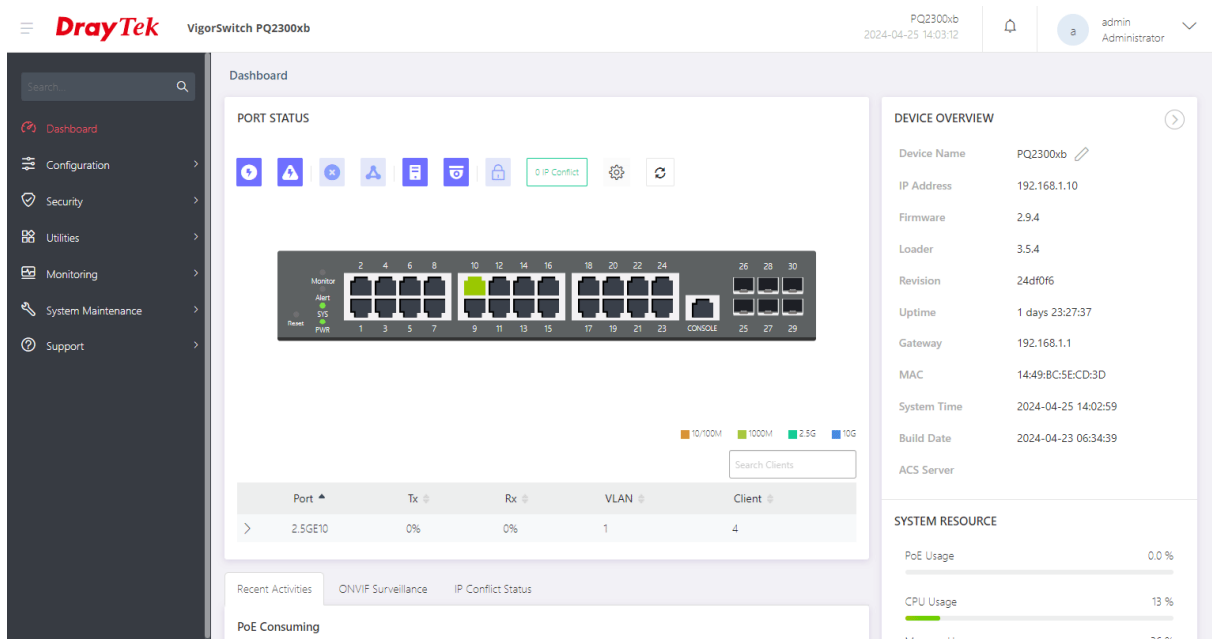 DrayTek VigorSwitch PQ2300xb
PQ2300xb
2024-04-25 14:03:12
a
admin
Administrator
Search...
Dashboard
Configuration
Security
Utilities
Monitoring
System Maintenance
Support
Dashboard
PORT STATUS
0 IP Conflict
2 4 6 8 10 12 14 16 18 20 22 24 26 28 30
Monitor
Alert
SYS
Reset PWR
1 3 5 7 9 11 13 15 17 19 21 23 CONSOLE 25 27 29
10/100M 1000M 2.5G 10G
Search Clients
Port Tx Rx VLAN Client
2.5GE10 0% 0% 1 4
Recent Activities ONVIF Surveillance IP Conflict Status
PoE Consuming
DEVICE OVERVIEW
Device Name PQ2300xb
IP Address 192.168.1.10
Firmware 2.9.4
Loader 3.5.4
Revision 24df0f6
Uptime 1 days 23:27:37
Gateway 192.168.1.1
MAC 14:49:BC:5E:CD:3D
System Time 2024-04-25 14:02:59
Build Date 2024-04-23 06:34:39
ACS Server
SYSTEM RESOURCE
PoE Usage 0.0 %
CPU Usage 13 %